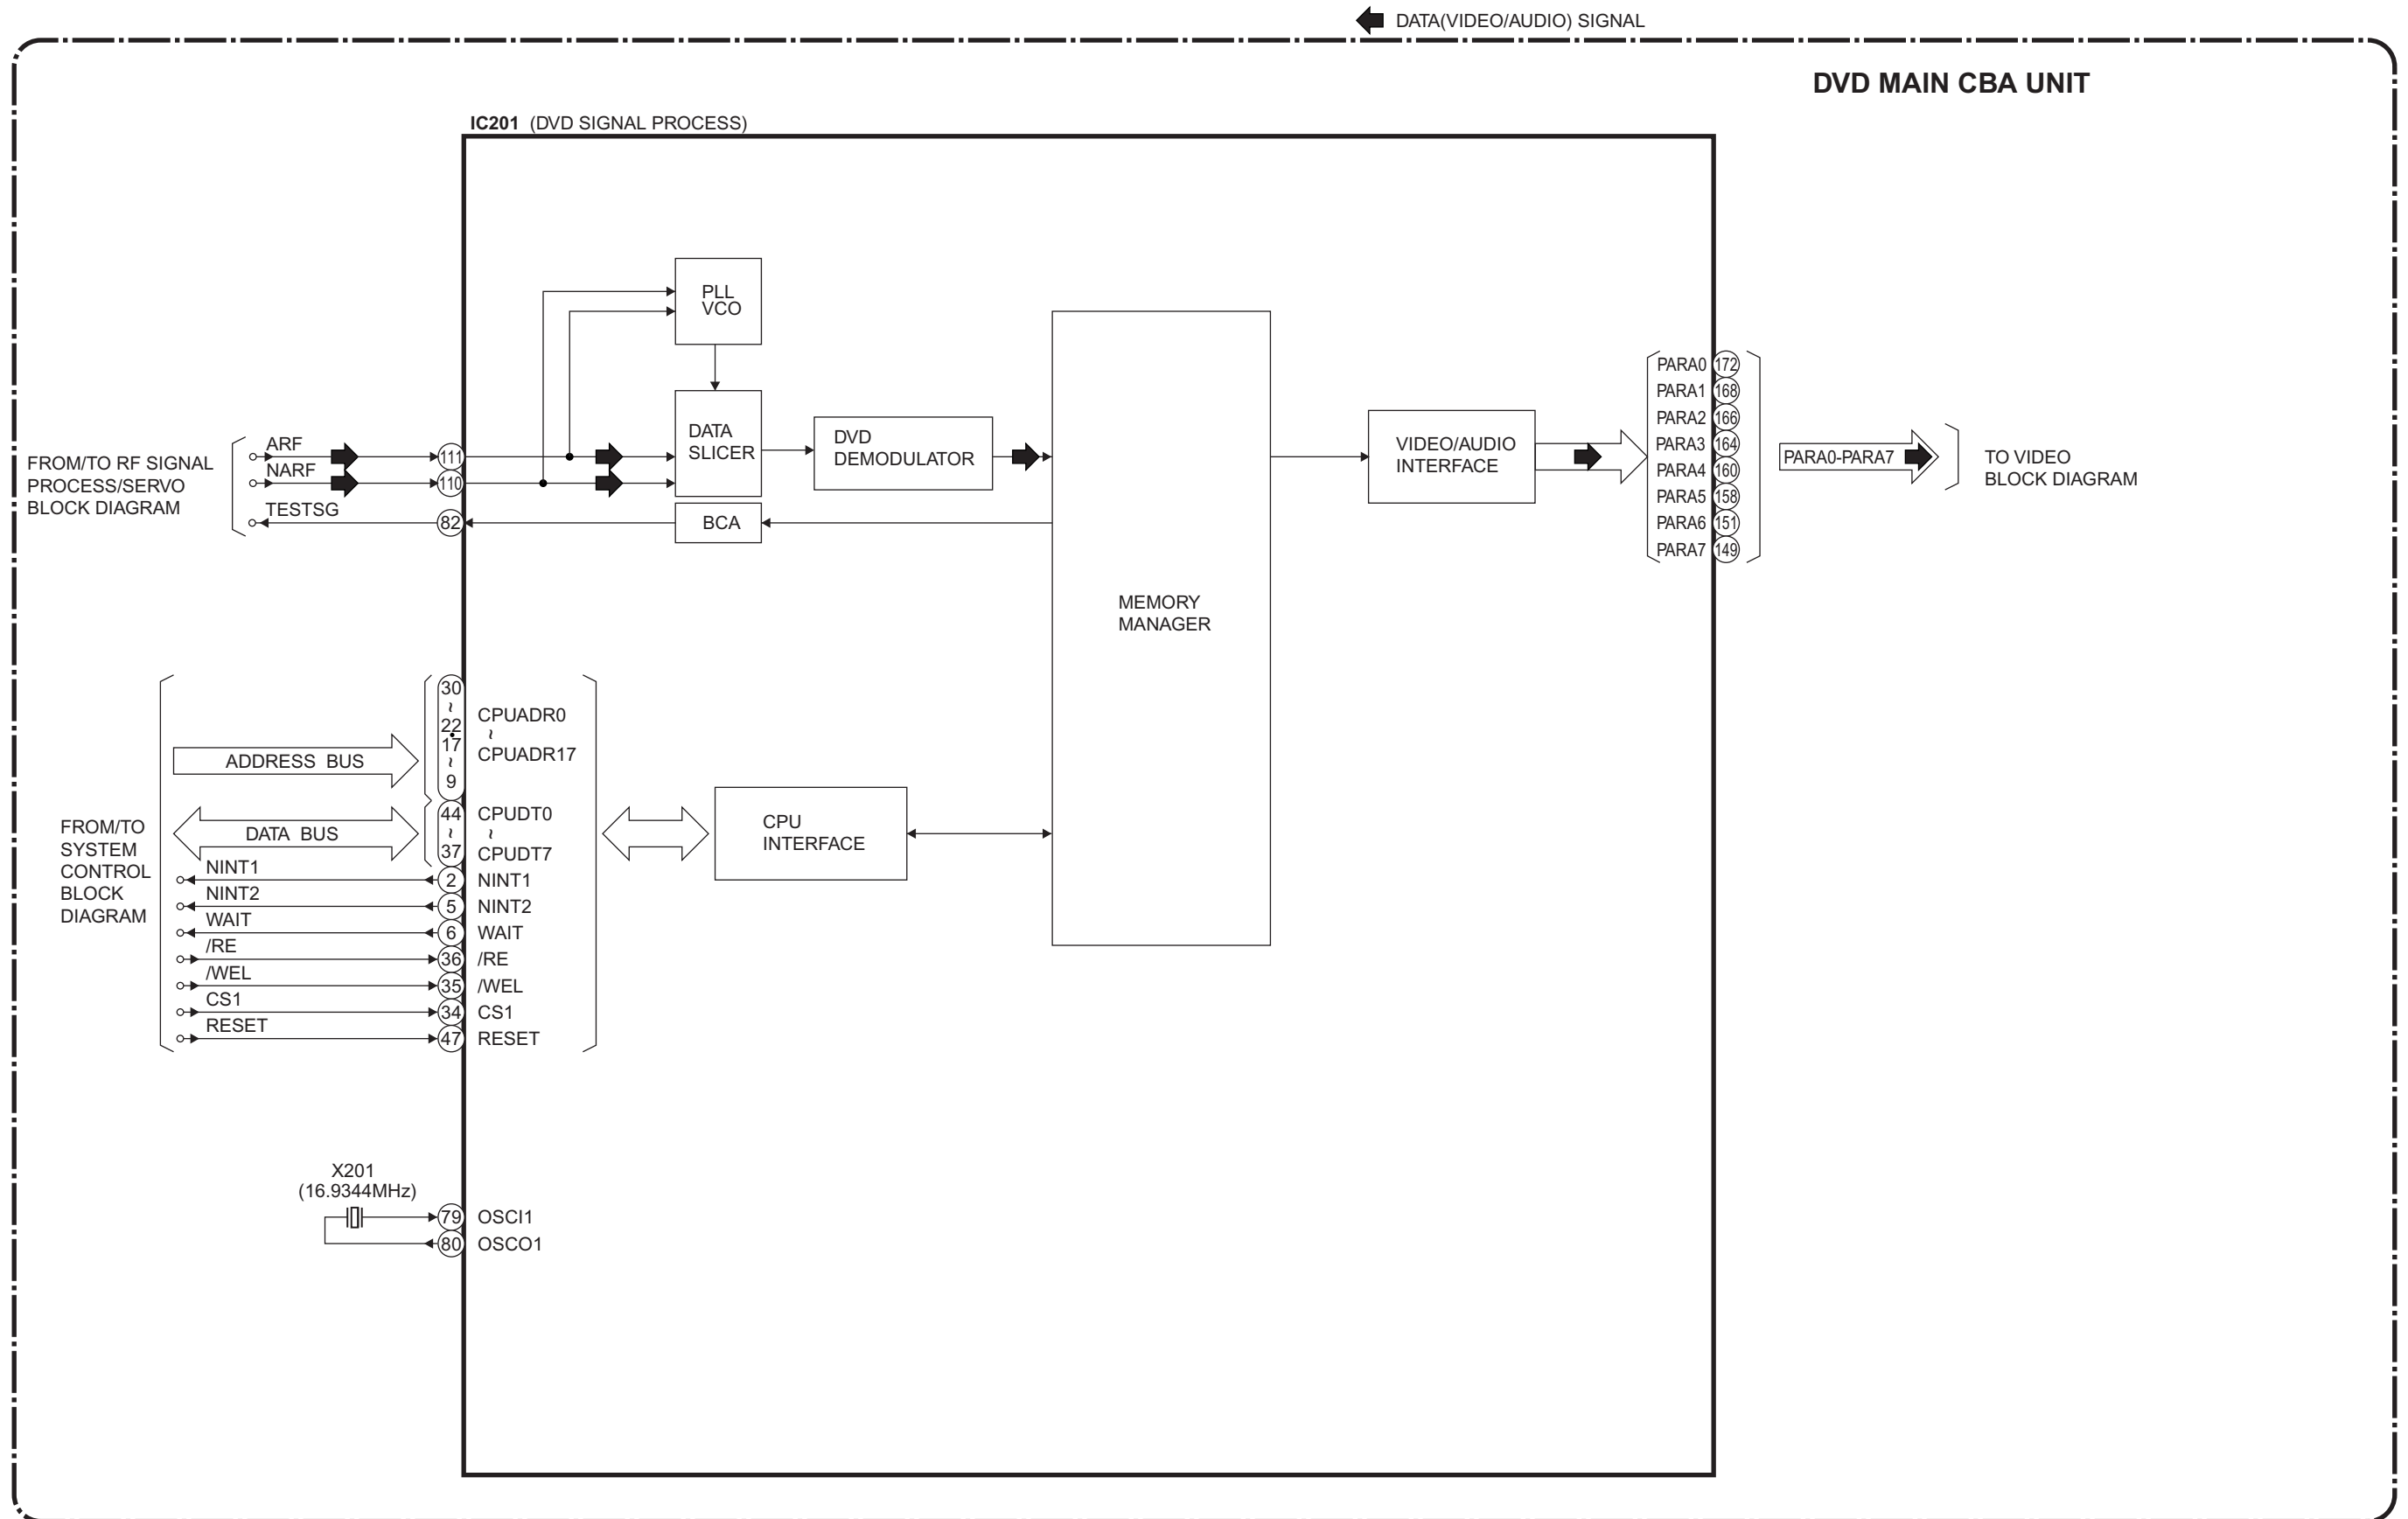 DATA(VIDEO/AUDIO) SIGNAL
DVD MAIN CBA UNIT
IC201 (DVD SIGNAL PROCESS)
PLL
VCO
DATA
SLICER
DVD
DEMODULATOR
BCA
MEMORY
MANAGER
VIDEO/AUDIO
INTERFACE
FROM/TO RF SIGNAL
PROCESS/SERVO
BLOCK DIAGRAM
ARF
111
NARF
110
TESTSG
82
PARA0 172
PARA1 168
PARA2 166
PARA3 164
PARA4 160
PARA5 158
PARA6 151
PARA7 149
PARA0-PARA7
TO VIDEO
BLOCK DIAGRAM
FROM/TO
SYSTEM
CONTROL
BLOCK
DIAGRAM
ADDRESS BUS
30
~
22
17
~
9
CPUADR0
~
CPUADR17
DATA BUS
44
~
37
CPUDT0
~
CPUDT7
NINT1 2 NINT1
NINT2 5 NINT2
WAIT 6 WAIT
/RE 36 /RE
/WEL 35 /WEL
CS1 34 CS1
RESET 47 RESET
CPU
INTERFACE
X201
(16.9344MHz)
79 OSCI1
80 OSCO1